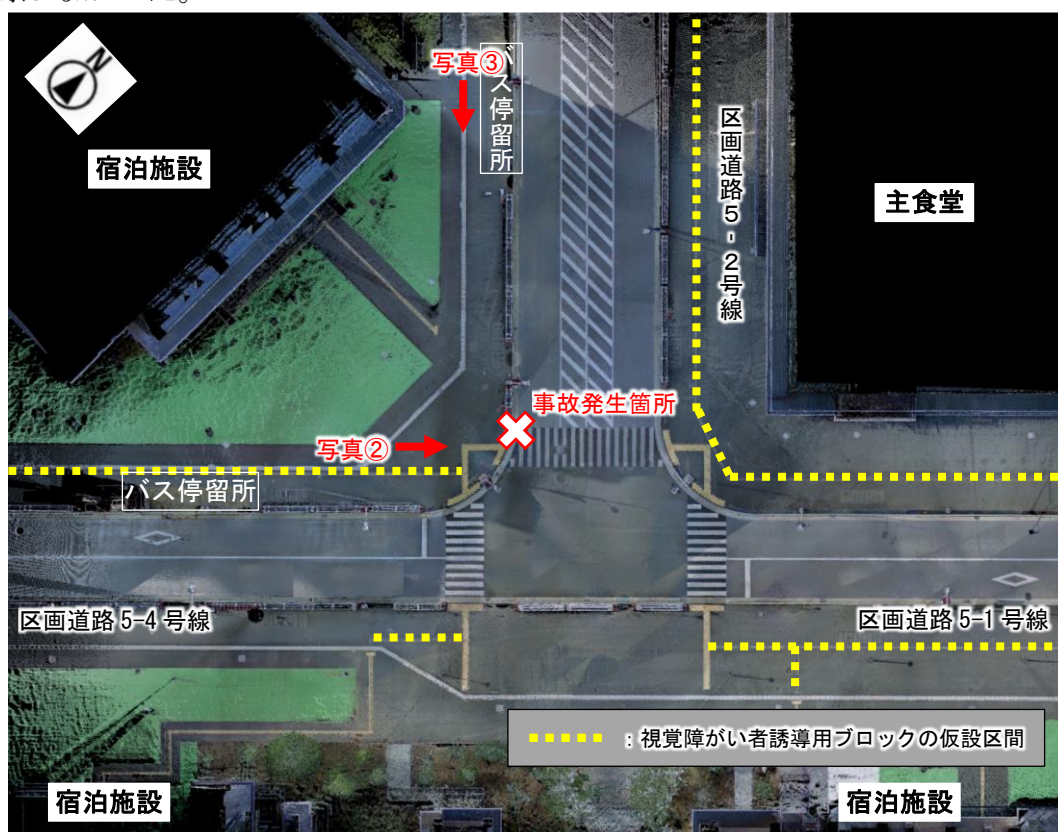 N
写真③
バス停留所
宿泊施設
区画道路5-2号線
主食堂
事故発生箇所
写真②
バス停留所
区画道路5-4号線
区画道路5-1号線
:視覚障がい者誘導用ブロックの仮設区間
宿泊施設
宿泊施設